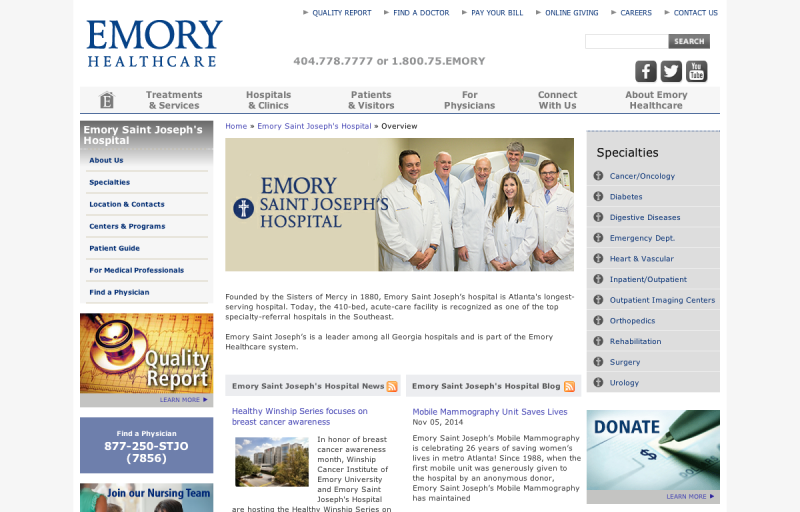 QUALITY REPORT FIND A DOCTOR PAY YOUR BILL ONLINE GIVING CAREERS CONTACT US
EMORY
HEALTHCARE
SEARCH
404.778.7777 or 1.800.75.EMORY
You
Tube
Treatments
& Services
Hospitals
& Clinics
Patients
& Visitors
For
Physicians
Connect
With Us
About Emory
Healthcare
Emory Saint Joseph's
Hospital
About Us
Specialties
Location & Contacts
Centers & Programs
Patient Guide
For Medical Professionals
Find a Physician
Quality
Report
LEARN MORE
Find a Physician
877-250-STJO
(7856)
Join our Nursing Team
Home » Emory Saint Joseph's Hospital » Overview
EMORY
SAINT JOSEPH'S
HOSPITAL
Founded by the Sisters of Mercy in 1880, Emory Saint Joseph's hospital is Atlanta's longest-
serving hospital. Today, the 410-bed, acute-care facility is recognized as one of the top
specialty-referral hospitals in the Southeast.
Emory Saint Joseph's is a leader among all Georgia hospitals and is part of the Emory
Healthcare system.
Emory Saint Joseph's Hospital News
Healthy Winship Series focuses on
breast cancer awareness
In honor of breast
cancer awareness
month, Winship
Cancer Institute of
Emory University
and Emory Saint
Joseph's Hospital
are hosting the Healthy Winship Series on
Emory Saint Joseph's Hospital Blog
Mobile Mammography Unit Saves Lives
Nov 05, 2014
Emory Saint Joseph's Mobile Mammography
is celebrating 26 years of saving women's
lives in metro Atlanta! Since 1988, when the
first mobile unit was generously given to
the hospital by an anonymous donor,
Emory Saint Joseph's Mobile Mammography
has maintained
Specialties
Cancer/Oncology
Diabetes
Digestive Diseases
Emergency Dept.
Heart & Vascular
Inpatient/Outpatient
Outpatient Imaging Centers
Orthopedics
Rehabilitation
Surgery
Urology
DONATE
LEARN MORE